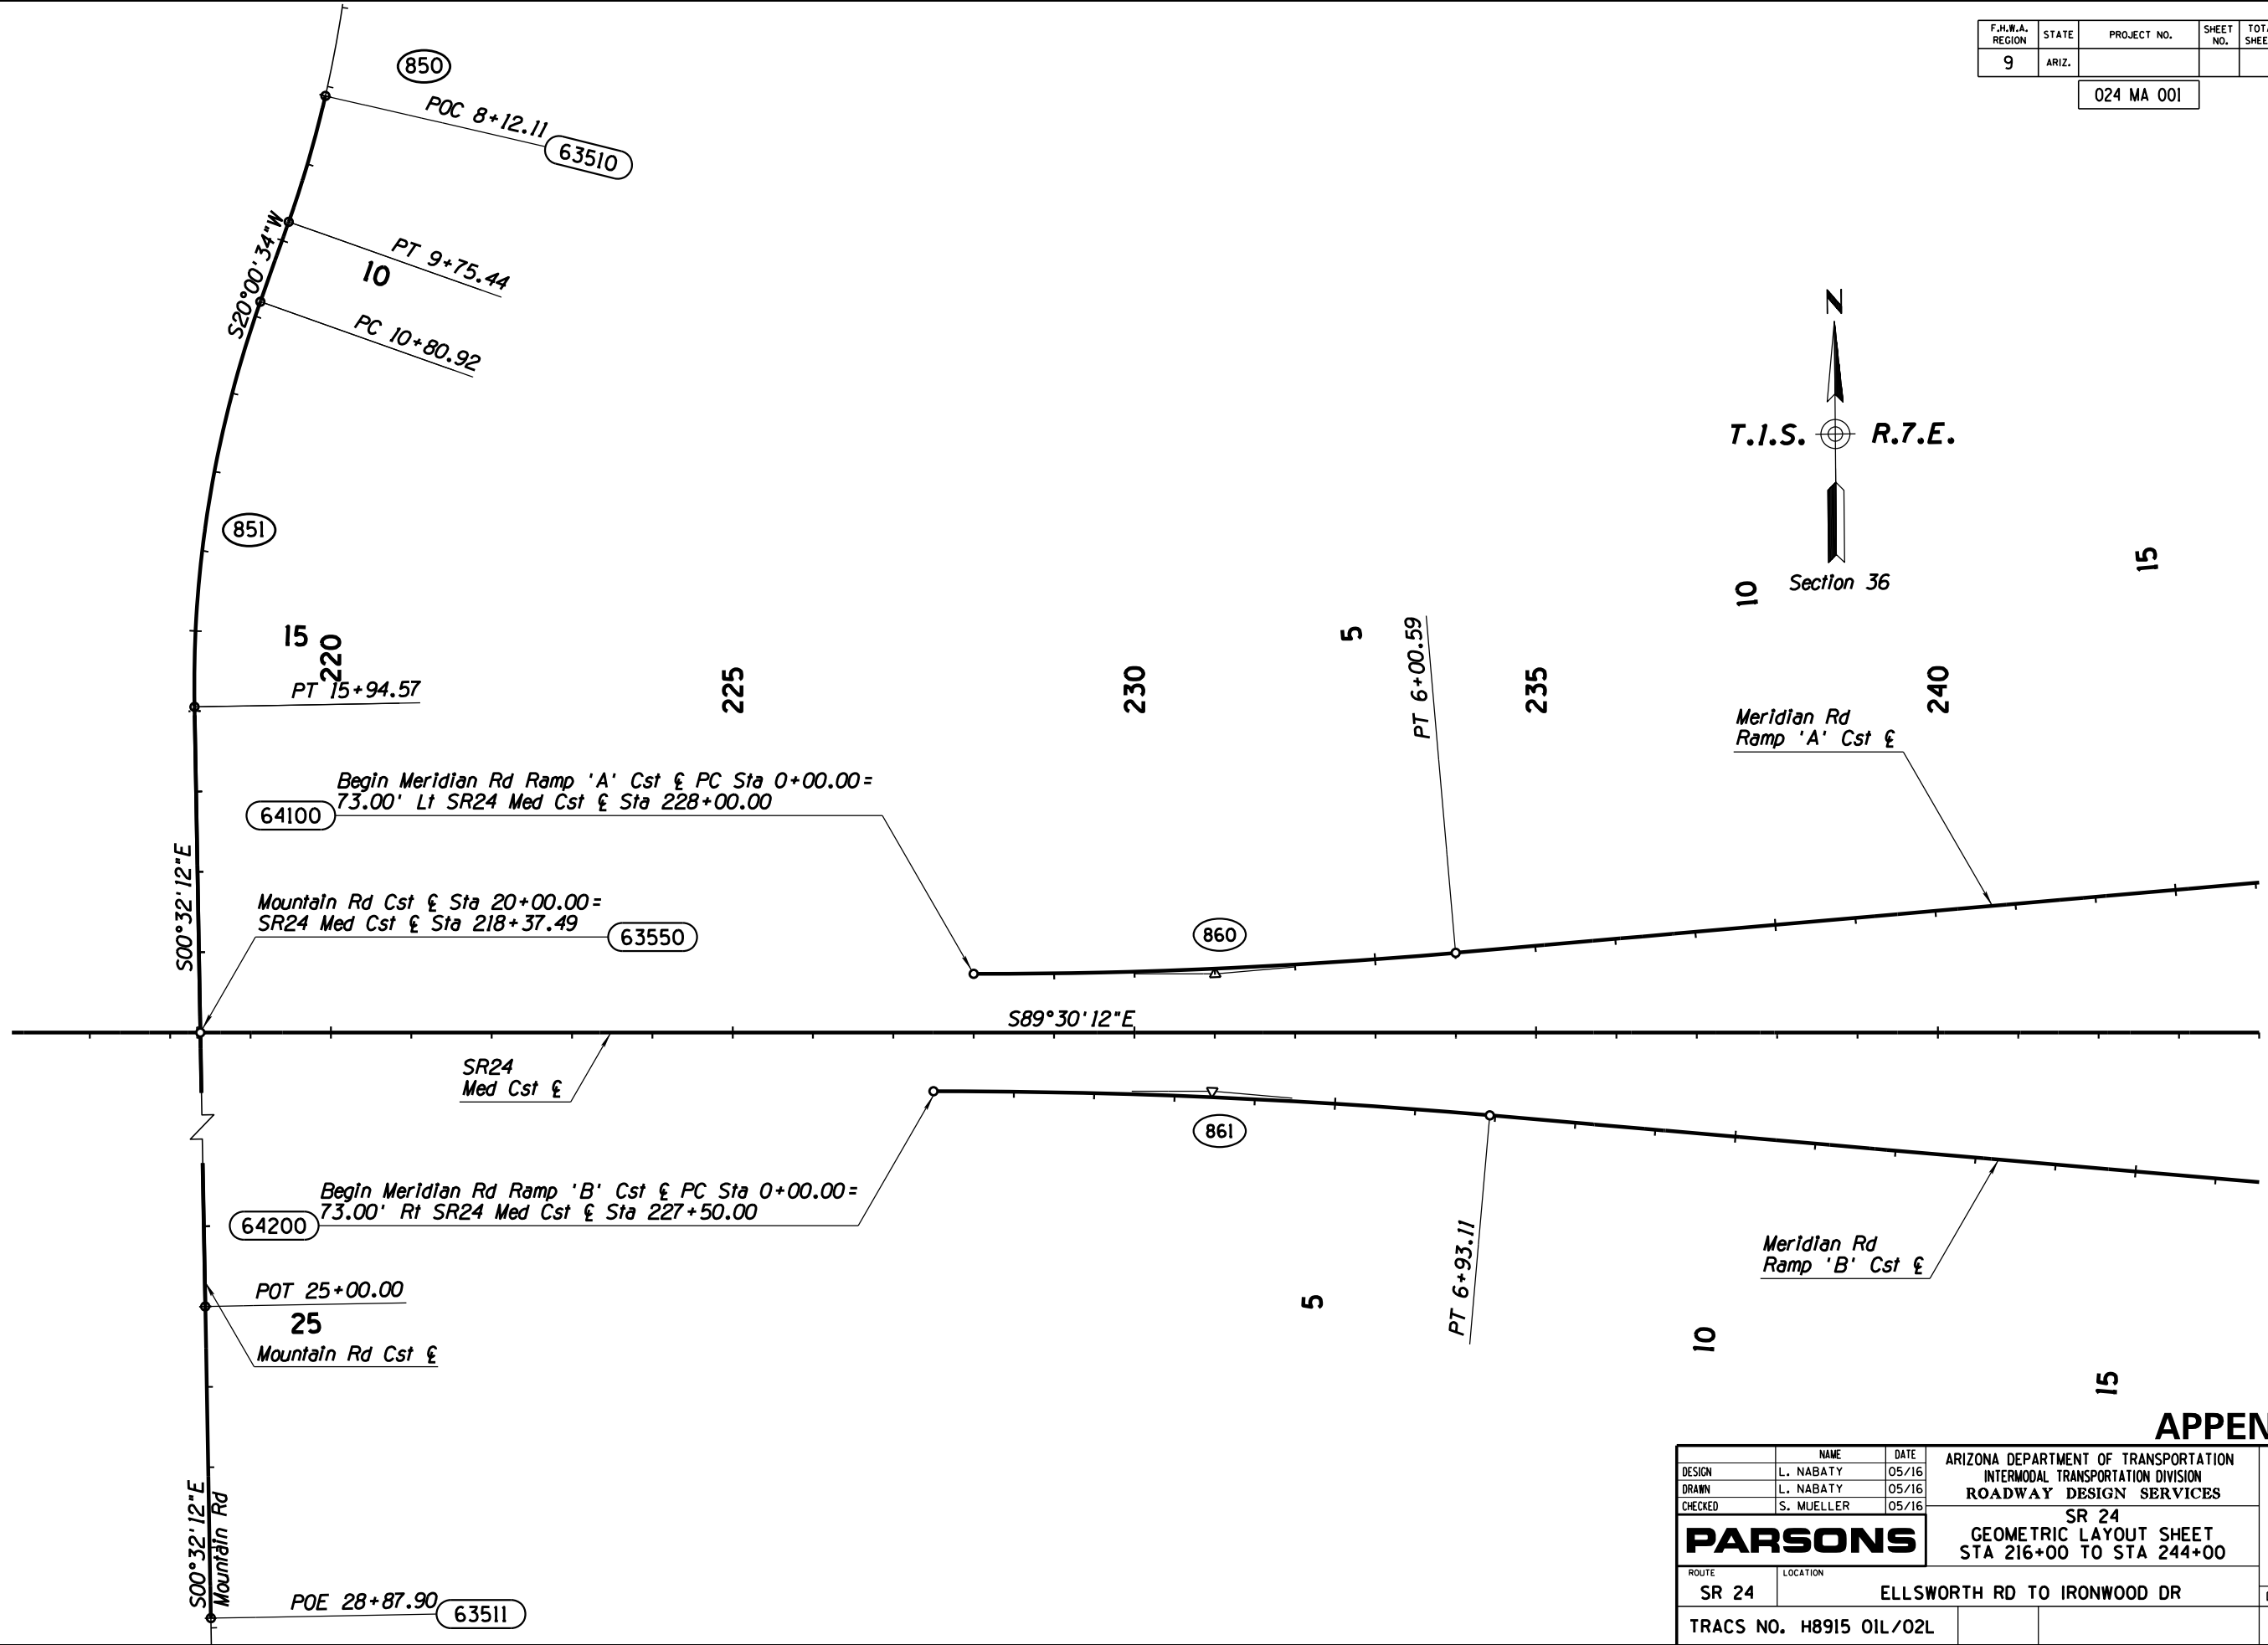 F.H.W.A. REGION STATE PROJECT NO. SHEET NO.
9 ARIZ.
024 MA 001
850
POC 8+12.11
63510
S20°00'34"W
PT 9+75.44
10
PC 10+80.92
N
T.1.S. R.7.E.
Section 36
851
15
220
PT 15+94.57
225
230
5
PT 6+00.59
235
10
240
15
Meridian Rd
Ramp 'A' Cst ℄
Begin Meridian Rd Ramp 'A' Cst ℄ PC Sta 0+00.00=
73.00' Lt SR24 Med Cst ℄ Sta 228+00.00
64100
S00°32'12"E
Mountain Rd Cst ℄ Sta 20+00.00=
SR24 Med Cst ℄ Sta 218+37.49
63550
860
S89°30'12"E
SR24
Med Cst ℄
861
Begin Meridian Rd Ramp 'B' Cst ℄ PC Sta 0+00.00=
73.00' Rt SR24 Med Cst ℄ Sta 227+50.00
64200
PT 6+93.11
Meridian Rd
Ramp 'B' Cst ℄
POT 25+00.00
25
Mountain Rd Cst ℄
5
10
15
S00°32'12"E
Mountain Rd
POE 28+87.90
63511
APPEN
NAME DATE
DESIGN L. NABATY 05/16
DRAWN L. NABATY 05/16
CHECKED S. MUELLER 05/16
ARIZONA DEPARTMENT OF TRANSPORTATION
INTERMODAL TRANSPORTATION DIVISION
ROADWAY DESIGN SERVICES
PARSONS
SR 24
GEOMETRIC LAYOUT SHEET
STA 216+00 TO STA 244+00
ROUTE LOCATION
SR 24 ELLSWORTH RD TO IRONWOOD DR
TRACS NO. H8915 01L/02L